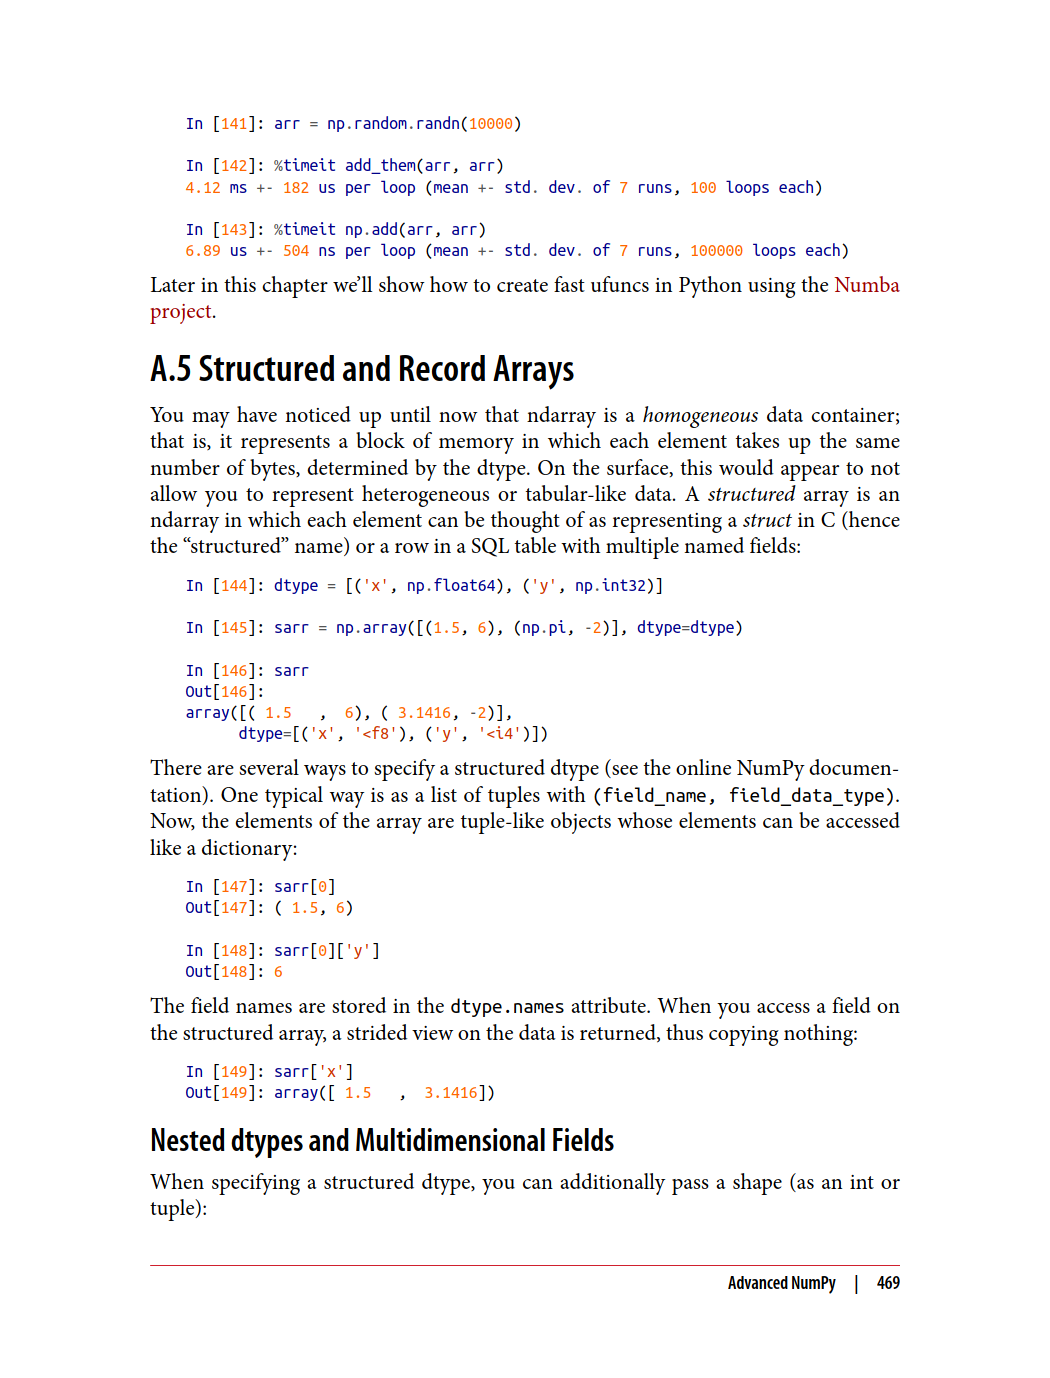 In [141]: arr = np.random.randn(10000)
In [142]: %timeit add_them(arr, arr)
4.12 ms +- 182 us per loop (mean +- std. dev. of 7 runs, 100 loops each)
In [143]: %timeit np.add(arr, arr)
6.89 us +- 504 ns per loop (mean +- std. dev. of 7 runs, 100000 loops each)
Later in this chapter we’ll show how to create fast ufuncs in Python using the Numba
project.
A.5 Structured and Record Arrays
You may have noticed up until now that ndarray is a homogeneous data container;
that is, it represents a block of memory in which each element takes up the same
number of bytes, determined by the dtype. On the surface, this would appear to not
allow you to represent heterogeneous or tabular-like data. A structured array is an
ndarray in which each element can be thought of as representing a struct in C (hence
the “structured” name) or a row in a SQL table with multiple named fields:
In [144]: dtype = [('x', np.float64), ('y', np.int32)]
In [145]: sarr = np.array([(1.5, 6), (np.pi, -2)], dtype=dtype)
In [146]: sarr
Out[146]:
array([( 1.5   ,  6), ( 3.1416, -2)],
      dtype=[('x', '<f8'), ('y', '<i4')])
There are several ways to specify a structured dtype (see the online NumPy documen-
tation). One typical way is as a list of tuples with (field_name, field_data_type).
Now, the elements of the array are tuple-like objects whose elements can be accessed
like a dictionary:
In [147]: sarr[0]
Out[147]: ( 1.5, 6)
In [148]: sarr[0]['y']
Out[148]: 6
The field names are stored in the dtype.names attribute. When you access a field on
the structured array, a strided view on the data is returned, thus copying nothing:
In [149]: sarr['x']
Out[149]: array([ 1.5   ,  3.1416])
Nested dtypes and Multidimensional Fields
When specifying a structured dtype, you can additionally pass a shape (as an int or
tuple):
Advanced NumPy | 469